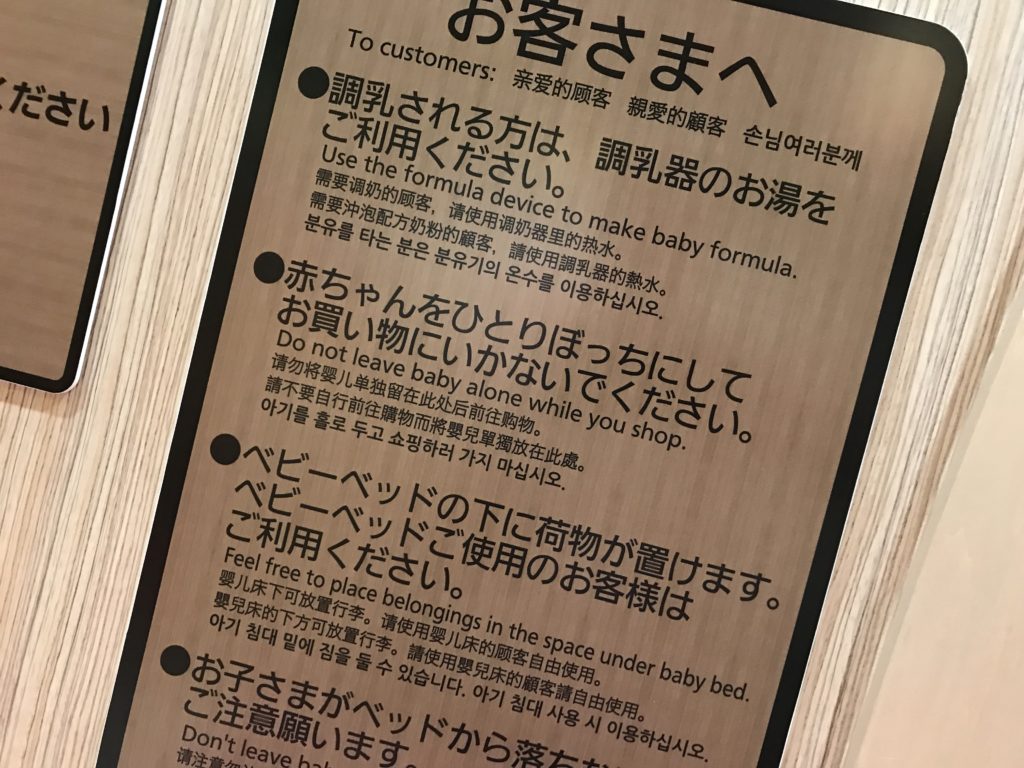 ください
お客さまへ
To customers: 亲爱的顾客 親愛的顧客 손님여러분께
●調乳される方は、調乳器のお湯を
ご利用ください。
Use the formula device to make baby formula.
需要调奶的顾客，请使用调奶器里的热水。
需要沖泡配方奶粉的顧客，請使用調乳器的熱水。
분유를 타는 분은 분유기의 온수를 이용하십시오.
●赤ちゃんをひとりぼっちにして
お買い物にいかないでください。
Do not leave baby alone while you shop.
请勿将婴儿单独留在此处后前往购物。
請不要自行前往購物而將嬰兒單獨放在此處。
아기를 홀로 두고 쇼핑하러 가지 마십시오.
●ベビーベッドの下に荷物が置けます。
ベビーベッドご使用のお客様は
ご利用ください。
Feel free to place belongings in the space under baby bed.
婴儿床下可放置行李。请使用婴儿床的顾客自由使用。
嬰兒床的下方可放置行李。請使用嬰兒床的顧客請自由使用。
아기 침대 밑에 짐을 둘 수 있습니다. 아기 침대 사용 시 이용하십시오.
●お子さまがベッドから落ちな
ご注意願います。
Don't leave bab
请注意勿